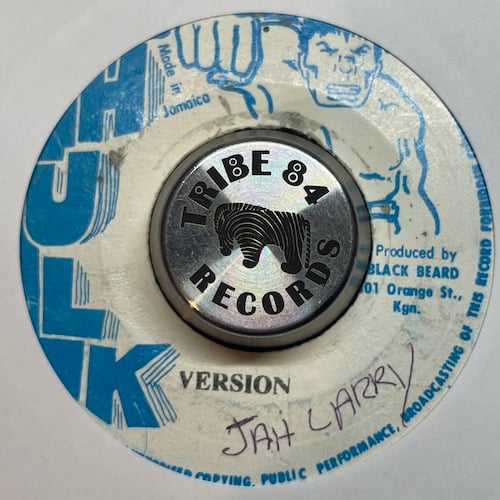 HULK
Made in
Jamaica
TRIBE 84
RECORDS
Produced by
BLACK BEARD
101 Orange St.,
Kgn.
VERSION
JAH LARRY
COPYING, PUBLIC PERFORMANCE, BROADCASTING OF THIS RECORD